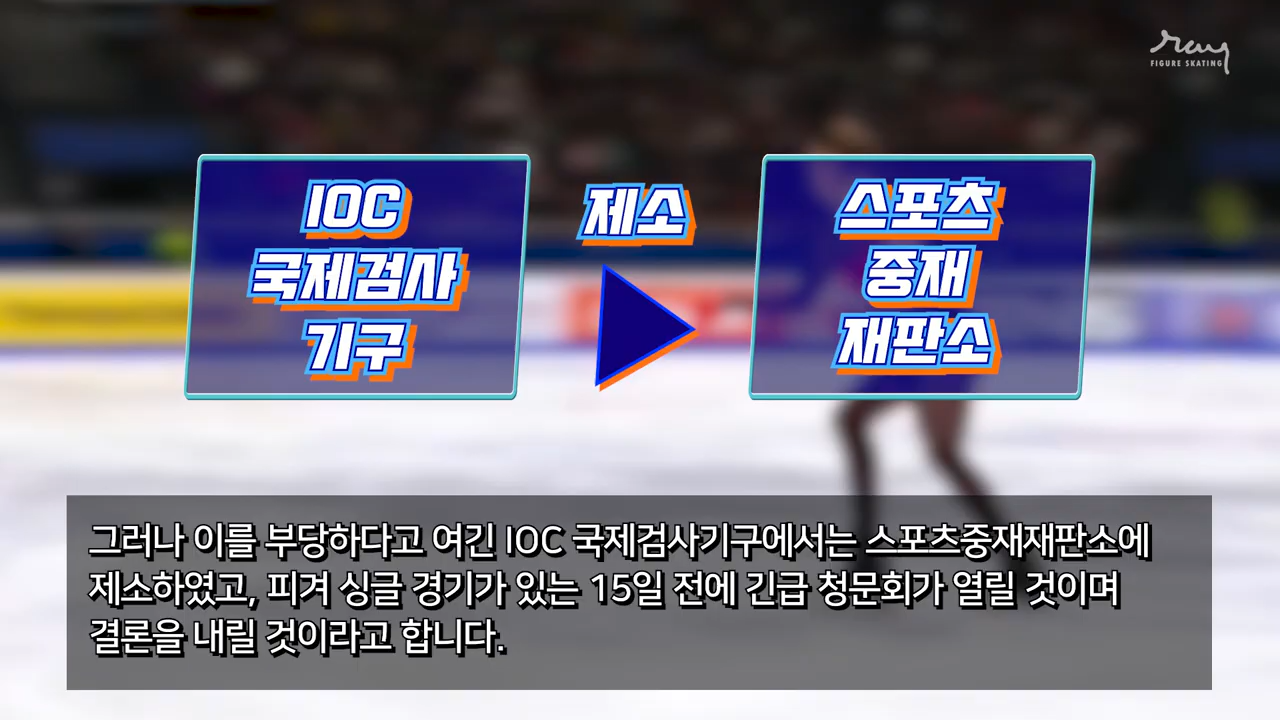 rang
FIGURE SKATING
IOC
국제검사
기구
제소
스포츠
중재
재판소
그러나 이를 부당하다고 여긴 IOC 국제검사기구에서는 스포츠중재재판소에
제소하였고, 피겨 싱글 경기가 있는 15일 전에 긴급 청문회가 열릴 것이며
결론을 내릴 것이라고 합니다.